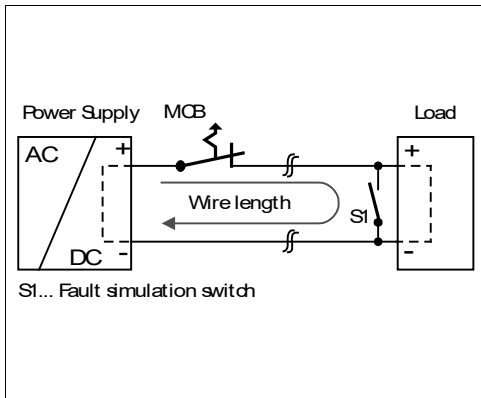 Power Supply
MCB
Load
AC
+
+
Wire length
S1
-
-
DC
S1... Fault simulation switch